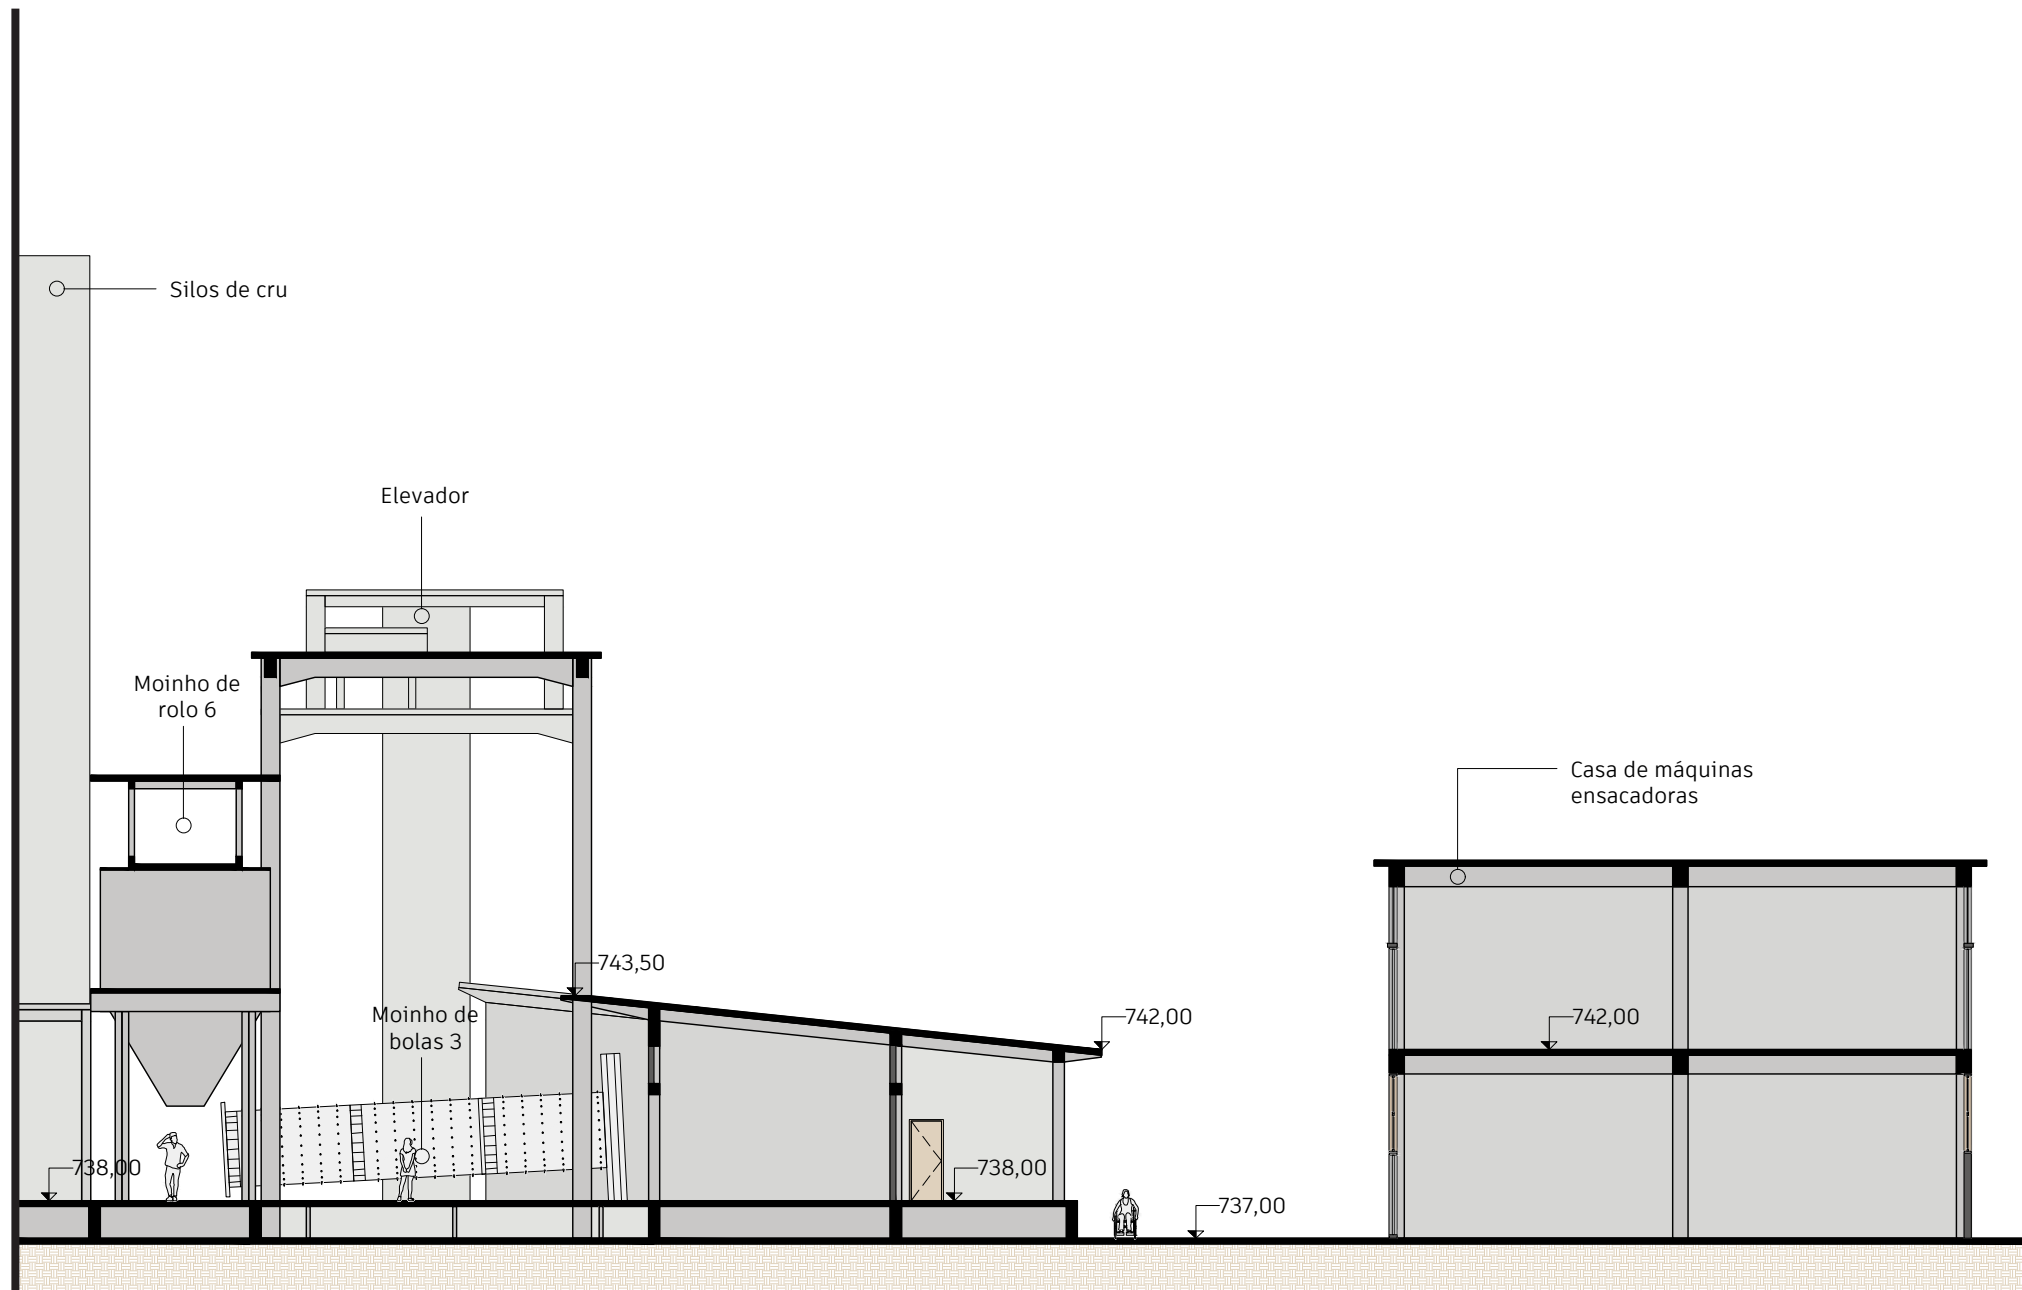 Silos de cru
Elevador
Moinho de
rolo 6
Casa de máquinas
ensacadoras
743,50
Moinho de
bolas 3
742,00
742,00
738,00
738,00
737,00